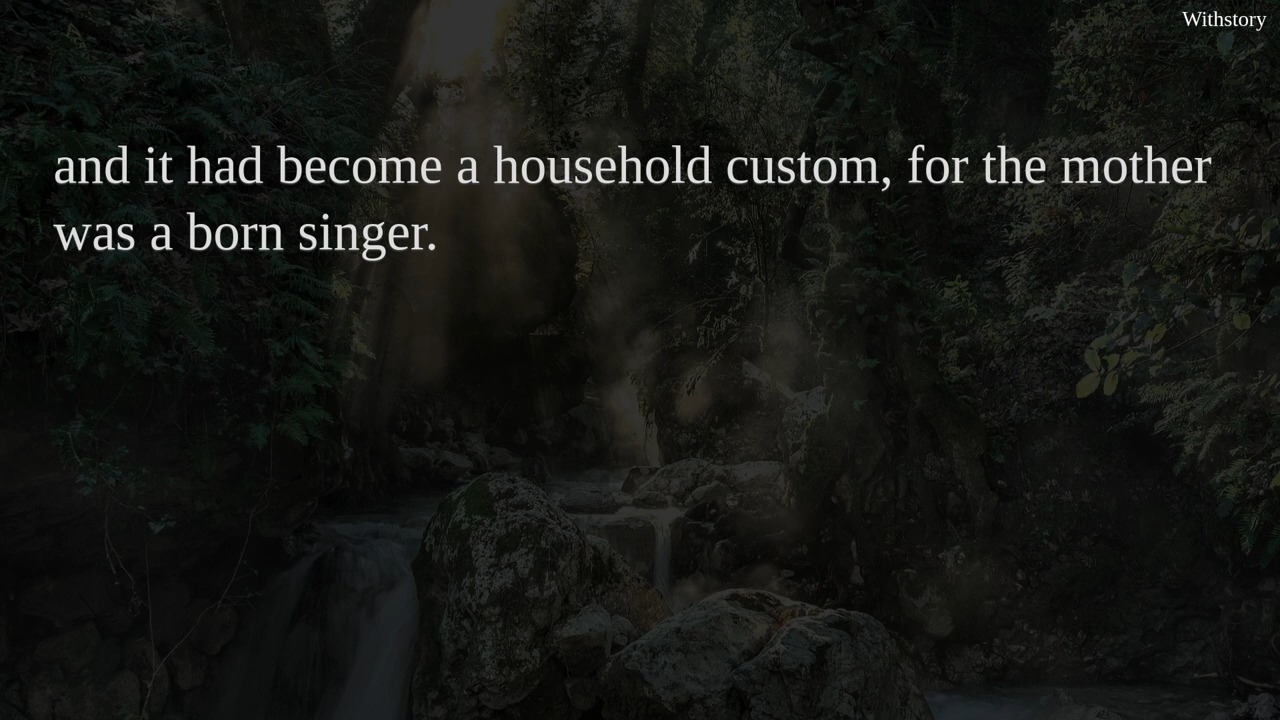 Withstory
and it had become a household custom, for the mother
was a born singer.